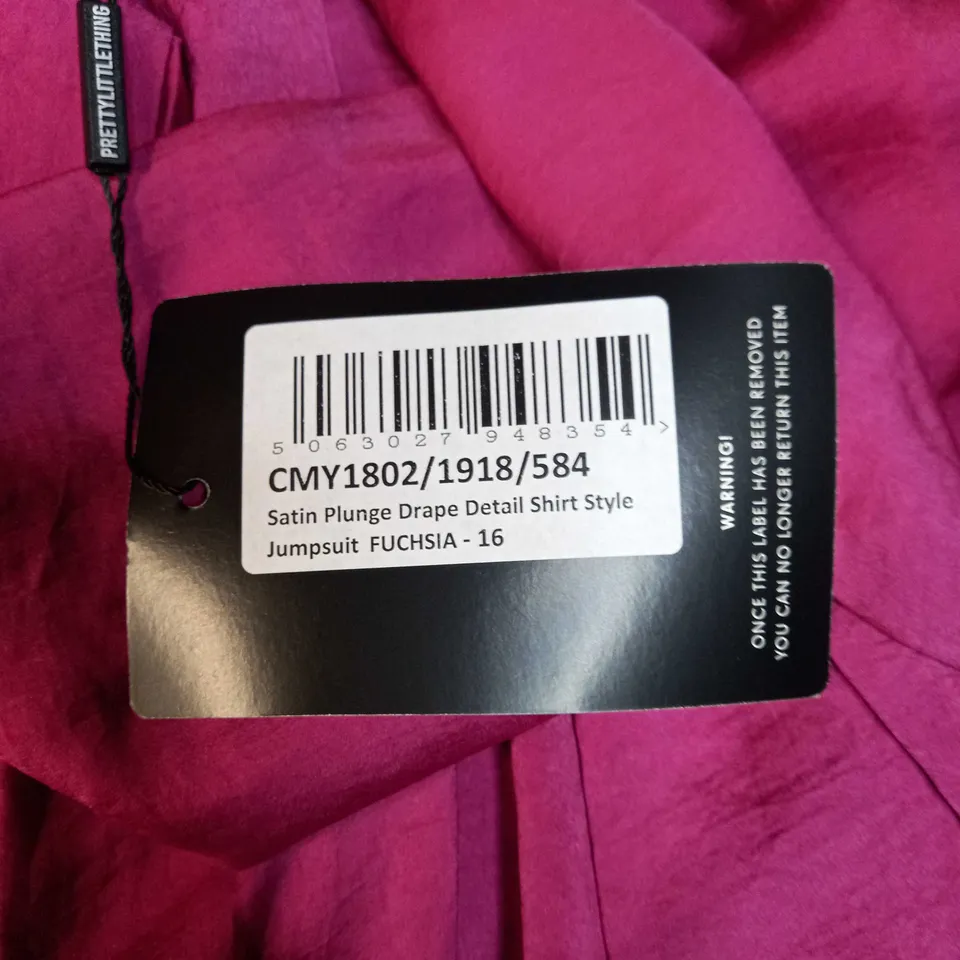 PRETTYLITTLETHING
5 063027 948354 >
CMY1802/1918/584
Satin Plunge Drape Detail Shirt Style
Jumpsuit FUCHSIA - 16
WARNING!
ONCE THIS LABEL HAS BEEN REMOVED
YOU CAN NO LONGER RETURN THIS ITEM